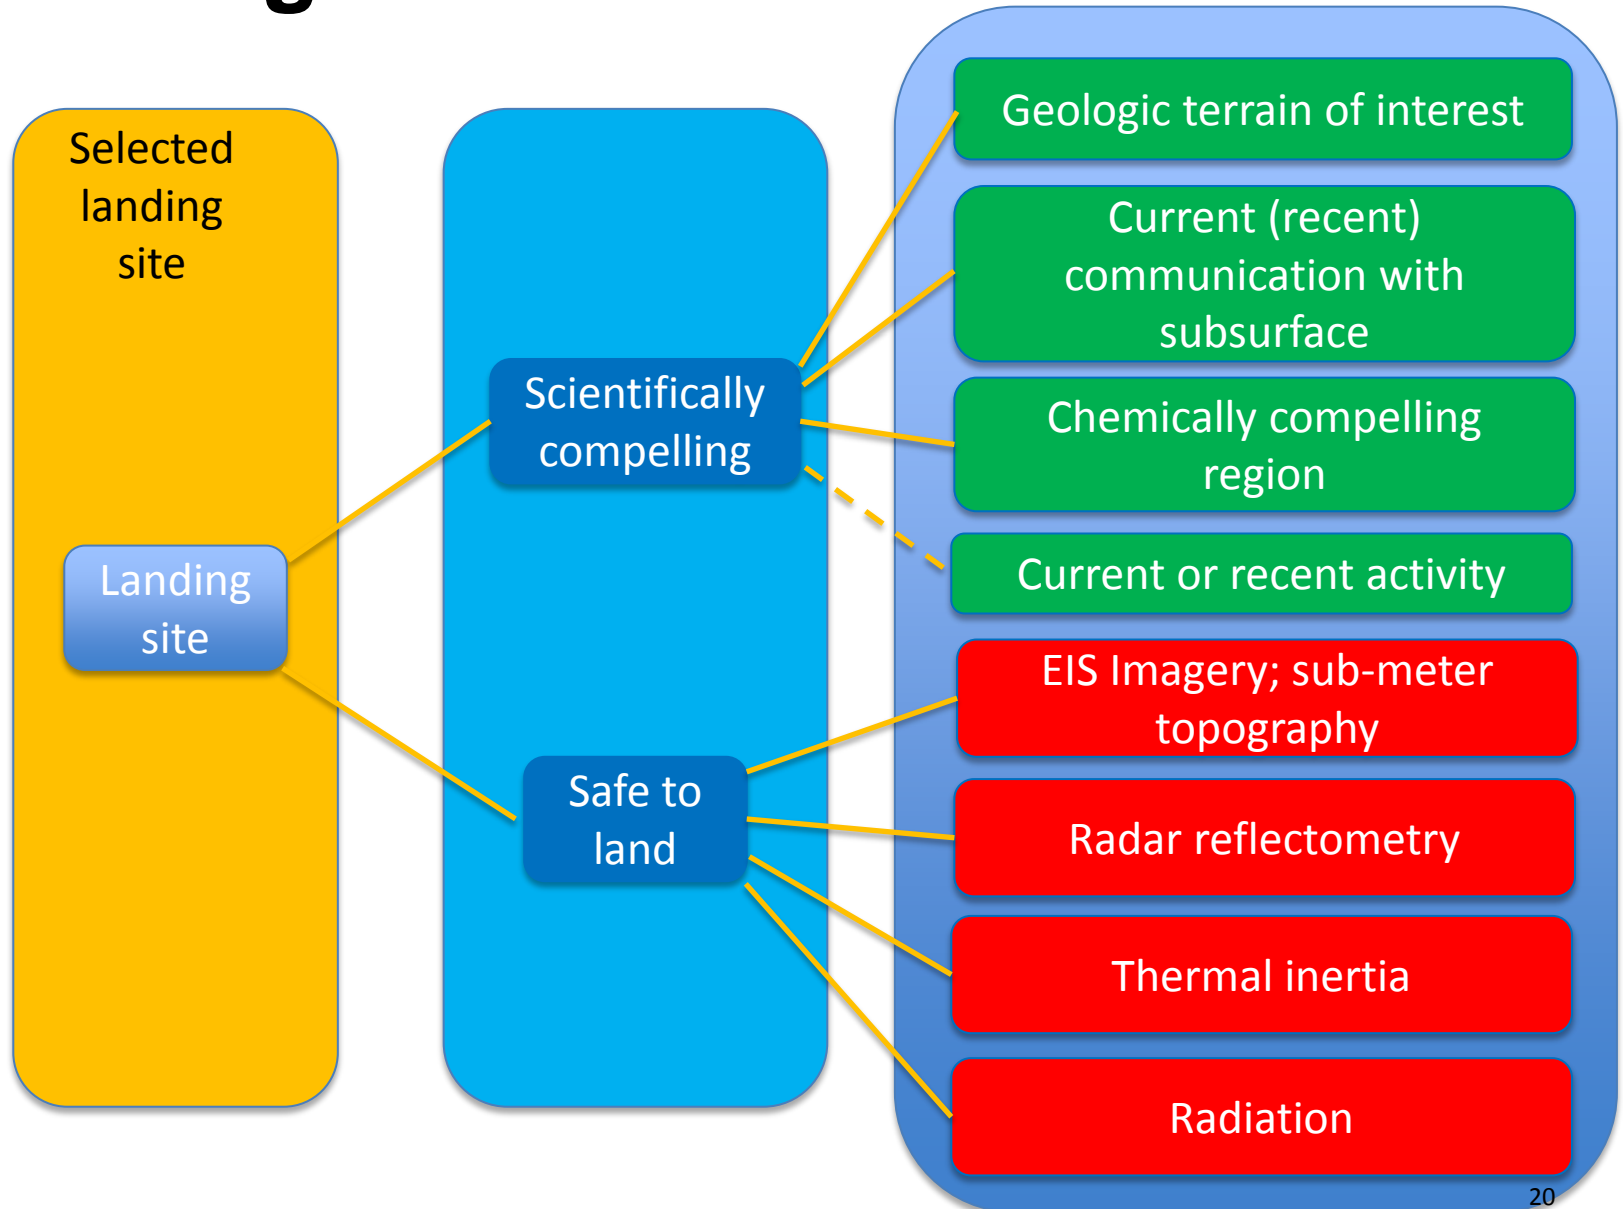 Selected
landing
site
Landing
site
Scientifically
compelling
Safe to
land
Geologic terrain of interest
Current (recent)
communication with
subsurface
Chemically compelling
region
Current or recent activity
EIS Imagery; sub-meter
topography
Radar reflectometry
Thermal inertia
Radiation
20